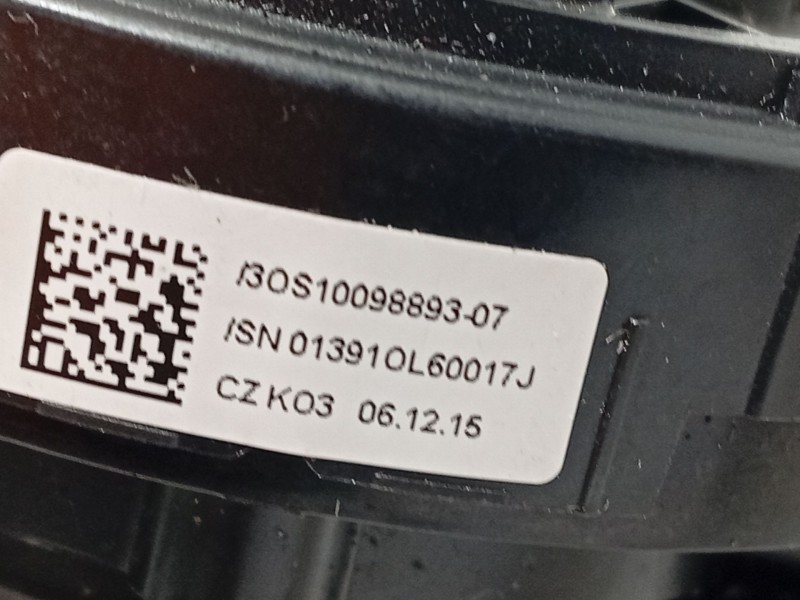 /3OS10098893-07
/SN 01391OL60017J
CZ K03 06.12.15